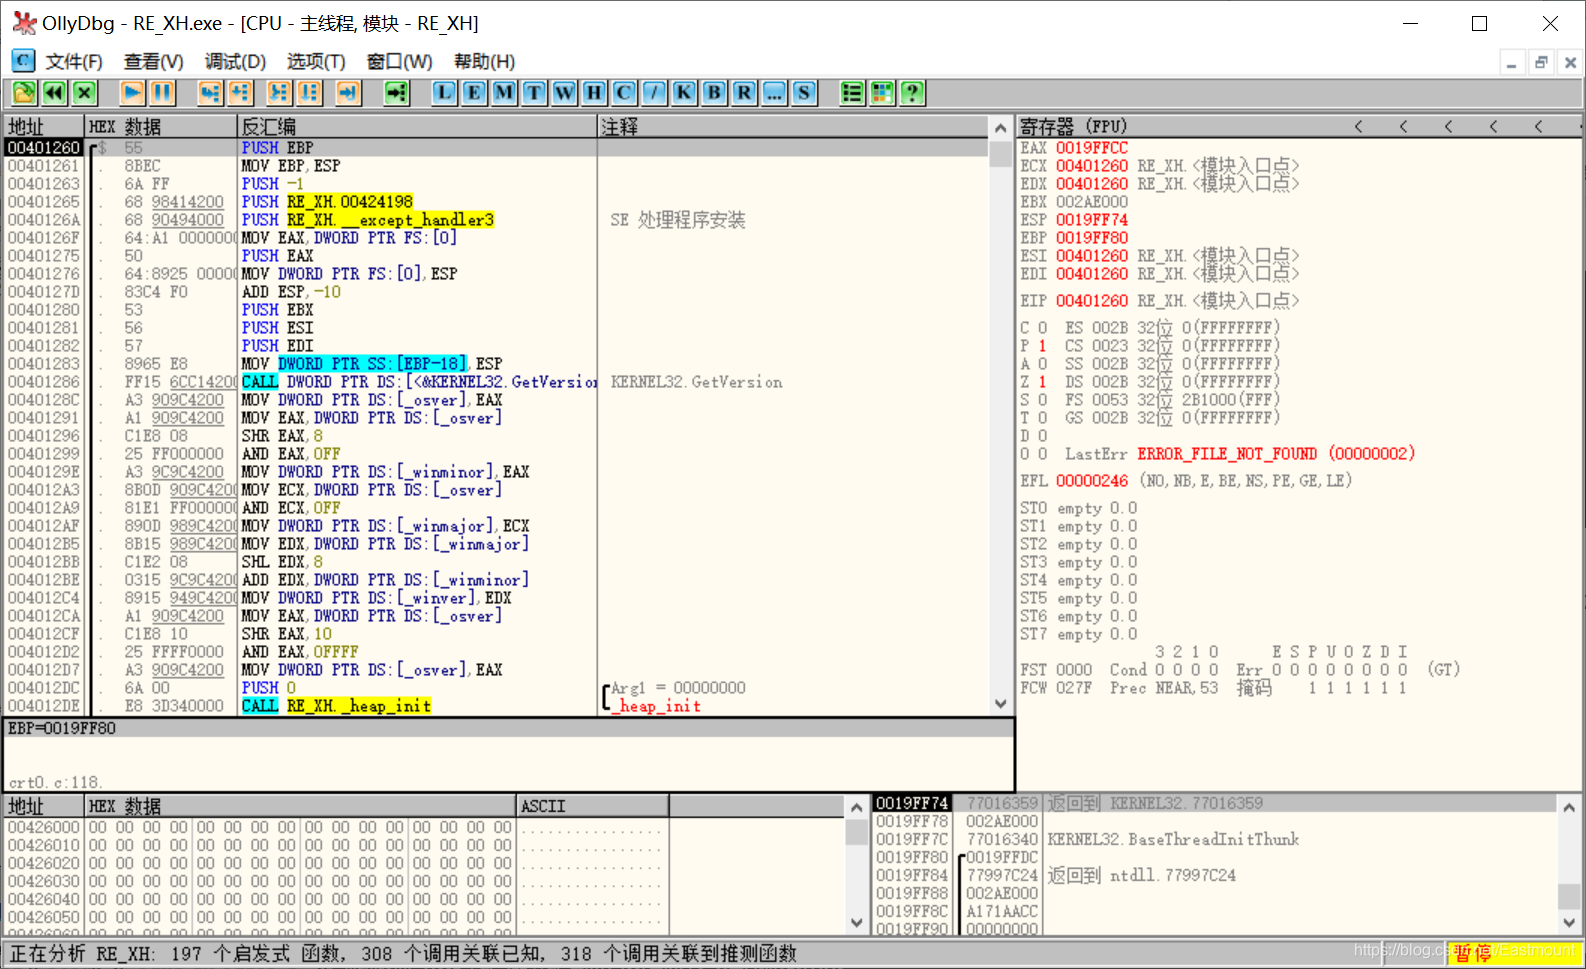 OllyDbg - RE_XH.exe - [CPU - 主线程, 模块 - RE_XH]
C 文件(F) 查看(V) 调试(D) 选项(T) 窗口(W) 帮助(H)
L E M T W H C / K B R ... S ?
地址 HEX 数据 反汇编 注释
00401260 $ 55 PUSH EBP
00401261 . 8BEC MOV EBP,ESP
00401263 . 6A FF PUSH -1
00401265 . 68 98414200 PUSH RE_XH.00424198
0040126A . 68 90494000 PUSH RE_XH.__except_handler3 SE 处理程序安装
0040126F . 64:A1 0000000 MOV EAX,DWORD PTR FS:[0]
00401275 . 50 PUSH EAX
00401276 . 64:8925 00000 MOV DWORD PTR FS:[0],ESP
0040127D . 83C4 F0 ADD ESP,-10
00401280 . 53 PUSH EBX
00401281 . 56 PUSH ESI
00401282 . 57 PUSH EDI
00401283 . 8965 E8 MOV DWORD PTR SS:[EBP-18],ESP
00401286 . FF15 6CC14200 CALL DWORD PTR DS:[<&KERNEL32.GetVersion KERNEL32.GetVersion
0040128C . A3 909C4200 MOV DWORD PTR DS:[_osver],EAX
00401291 . A1 909C4200 MOV EAX,DWORD PTR DS:[_osver]
00401296 . C1E8 08 SHR EAX,8
00401299 . 25 FF000000 AND EAX,0FF
0040129E . A3 9C9C4200 MOV DWORD PTR DS:[_winminor],EAX
004012A3 . 8B0D 909C4200 MOV ECX,DWORD PTR DS:[_osver]
004012A9 . 81E1 FF000000 AND ECX,0FF
004012AF . 890D 989C4200 MOV DWORD PTR DS:[_winmajor],ECX
004012B5 . 8B15 989C4200 MOV EDX,DWORD PTR DS:[_winmajor]
004012BB . C1E2 08 SHL EDX,8
004012BE . 0315 9C9C4200 ADD EDX,DWORD PTR DS:[_winminor]
004012C4 . 8915 949C4200 MOV DWORD PTR DS:[_winver],EDX
004012CA . A1 909C4200 MOV EAX,DWORD PTR DS:[_osver]
004012CF . C1E8 10 SHR EAX,10
004012D2 . 25 FFFF0000 AND EAX,0FFFF
004012D7 . A3 909C4200 MOV DWORD PTR DS:[_osver],EAX
004012DC . 6A 00 PUSH 0 Arg1 = 00000000
004012DE . E8 3D340000 CALL RE_XH._heap_init _heap_init
EBP=0019FF80
crt0.c:118.
寄存器 (FPU) < < < < <
EAX 0019FFCC
ECX 00401260 RE_XH.<模块入口点>
EDX 00401260 RE_XH.<模块入口点>
EBX 002AE000
ESP 0019FF74
EBP 0019FF80
ESI 00401260 RE_XH.<模块入口点>
EDI 00401260 RE_XH.<模块入口点>
EIP 00401260 RE_XH.<模块入口点>
C 0 ES 002B 32位 0(FFFFFFFF)
P 1 CS 0023 32位 0(FFFFFFFF)
A 0 SS 002B 32位 0(FFFFFFFF)
Z 1 DS 002B 32位 0(FFFFFFFF)
S 0 FS 0053 32位 2B1000(FFF)
T 0 GS 002B 32位 0(FFFFFFFF)
D 0
O 0 LastErr ERROR_FILE_NOT_FOUND (00000002)
EFL 00000246 (NO,NB,E,BE,NS,PE,GE,LE)
ST0 empty 0.0
ST1 empty 0.0
ST2 empty 0.0
ST3 empty 0.0
ST4 empty 0.0
ST5 empty 0.0
ST6 empty 0.0
ST7 empty 0.0
3 2 1 0 E S P U O Z D I
FST 0000 Cond 0 0 0 0 Err 0 0 0 0 0 0 0 0 (GT)
FCW 027F Prec NEAR,53 掩码 1 1 1 1 1 1
地址 HEX 数据 ASCII
00426000 00 00 00 00 00 00 00 00 00 00 00 00 00 00 00 00 ................
00426010 00 00 00 00 00 00 00 00 00 00 00 00 00 00 00 00 ................
00426020 00 00 00 00 00 00 00 00 00 00 00 00 00 00 00 00 ................
00426030 00 00 00 00 00 00 00 00 00 00 00 00 00 00 00 00 ................
00426040 00 00 00 00 00 00 00 00 00 00 00 00 00 00 00 00 ................
00426050 00 00 00 00 00 00 00 00 00 00 00 00 00 00 00 00 ................
0019FF74 77016359 返回到 KERNEL32.77016359
0019FF78 002AE000
0019FF7C 77016340 KERNEL32.BaseThreadInitThunk
0019FF80 0019FFDC
0019FF84 77997C24 返回到 ntdll.77997C24
0019FF88 002AE000
0019FF8C A171AACC
0019FF90 00000000
正在分析 RE_XH: 197 个启发式 函数, 308 个调用关联已知, 318 个调用关联到推测函数
暂停
https://blog.csdn.net/Eastmount